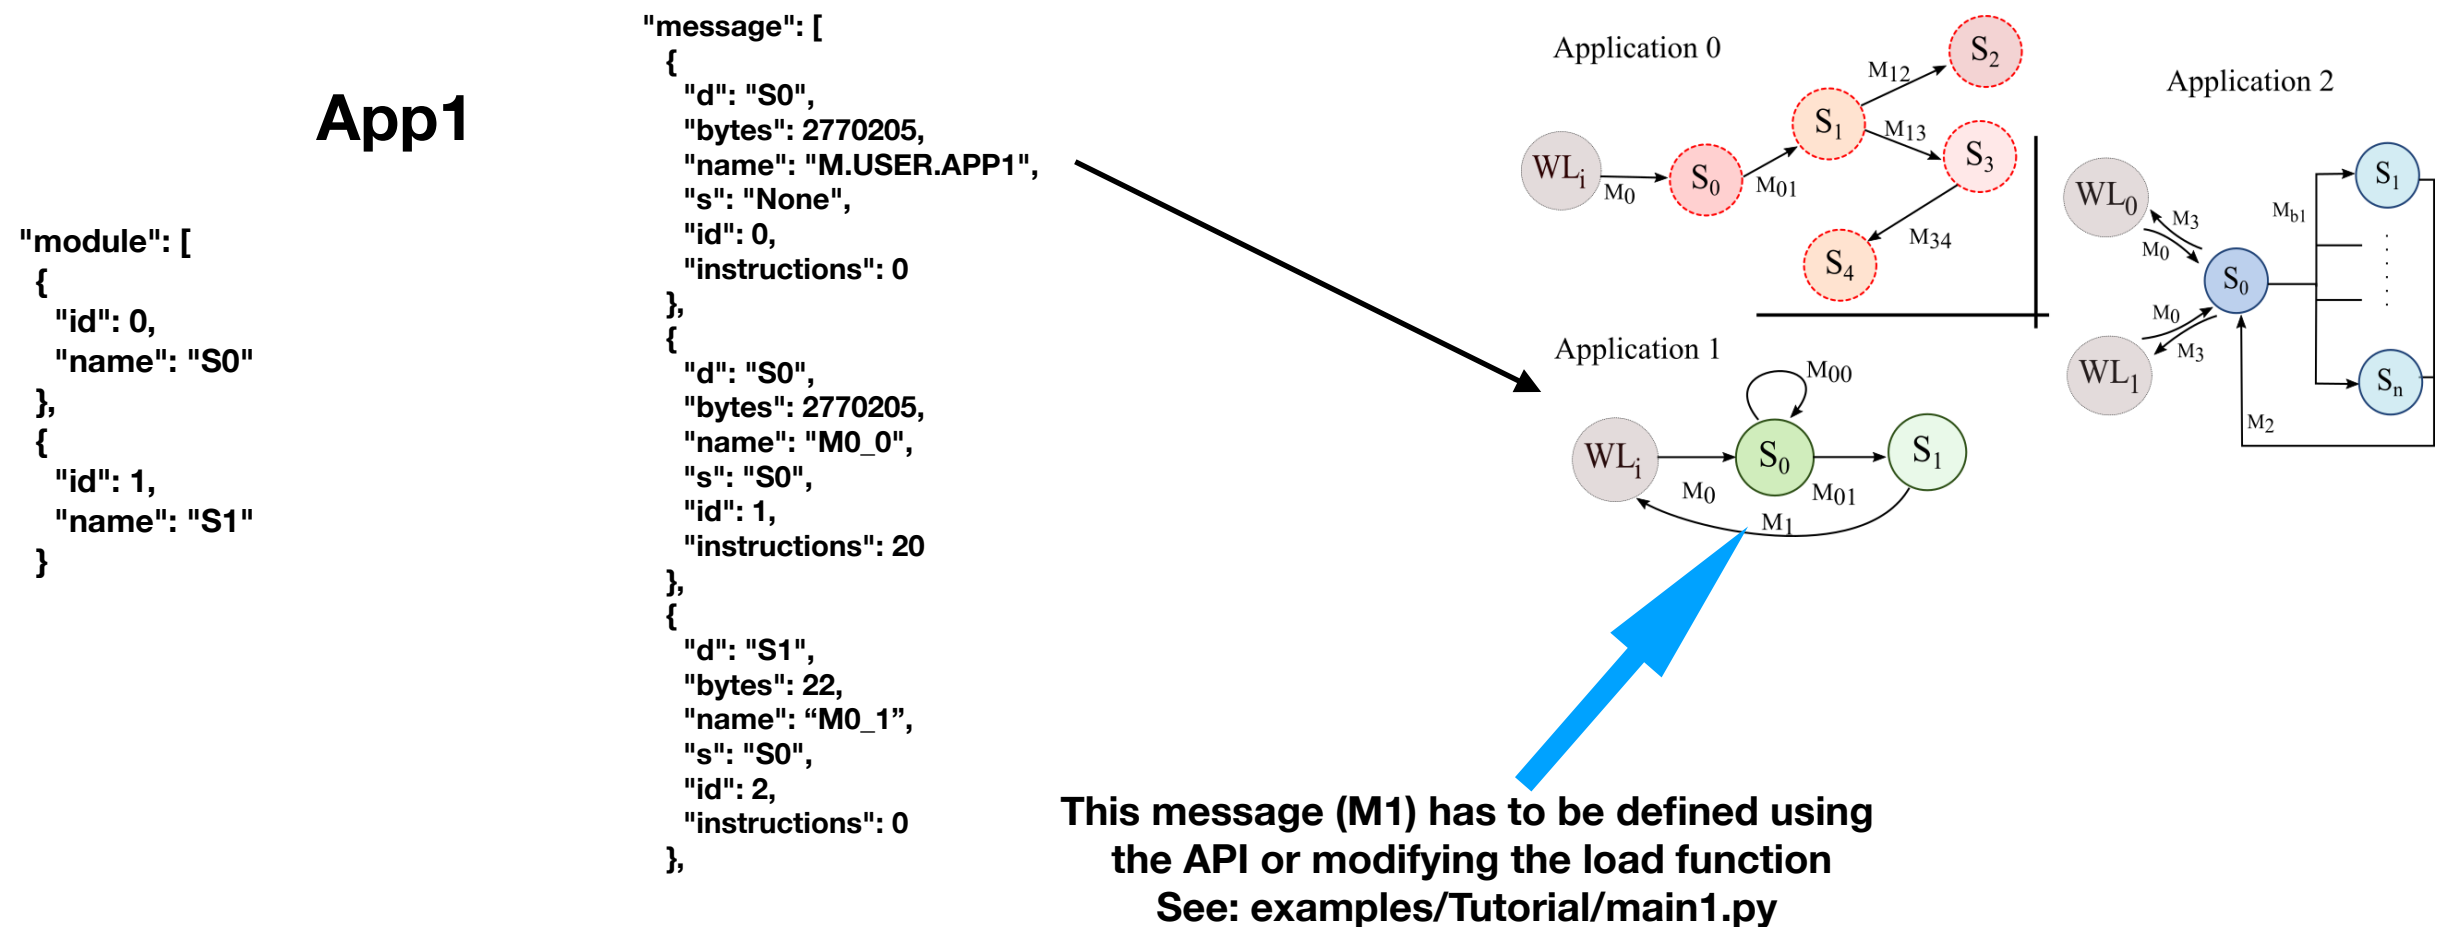 App1
"module": [
{
"id": 0,
"name": "S0"
},
{
"id": 1,
"name": "S1"
}
"message": [
{
"d": "S0",
"bytes": 2770205,
"name": "M.USER.APP1",
"s": "None",
"id": 0,
"instructions": 0
},
{
"d": "S0",
"bytes": 2770205,
"name": "M0_0",
"s": "S0",
"id": 1,
"instructions": 20
},
{
"d": "S1",
"bytes": 22,
"name": “M0_1”,
"s": "S0",
"id": 2,
"instructions": 0
},
Application 0
WLi
M0
S0
M01
S1
M12
S2
M13
S3
M34
S4
Application 1
WLi
M0
S0
M00
M01
S1
M1
Application 2
WL0
M3
M0
S0
M0
M3
WL1
Mb1
S1
Sn
M2
This message (M1) has to be defined using
the API or modifying the load function
See: examples/Tutorial/main1.py